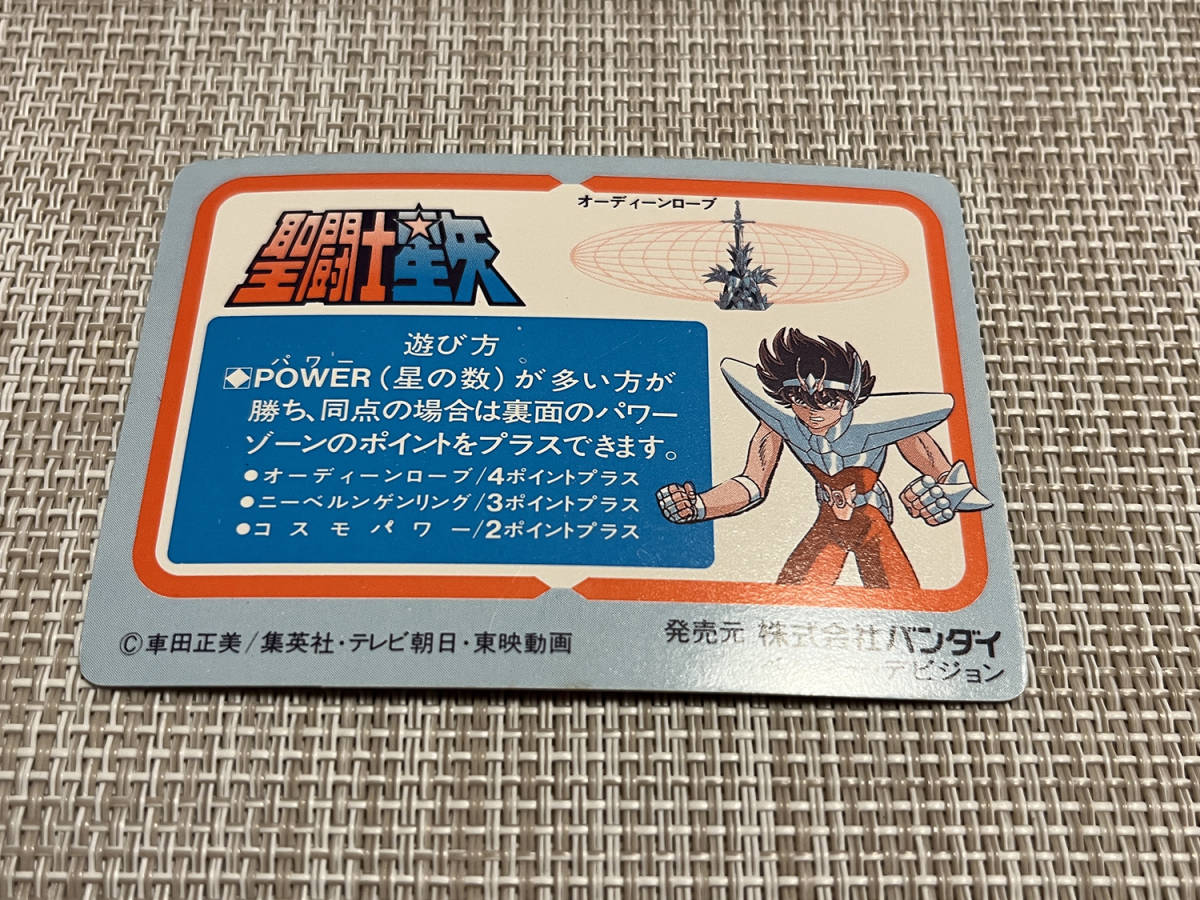 オーディーンローブ
聖闘士星矢
遊び方
パワー
POWER(星の数)が多い方が
勝ち、同点の場合は裏面のパワー
ゾーンのポイントをプラスできます。
●オーディーンローブ/4ポイントプラス
●ニーベルンゲンリング/3ポイントプラス
●コスモパワー/2ポイントプラス
©車田正美/集英社・テレビ朝日・東映動画
発売元 株式会社バンダイ
デビジョン